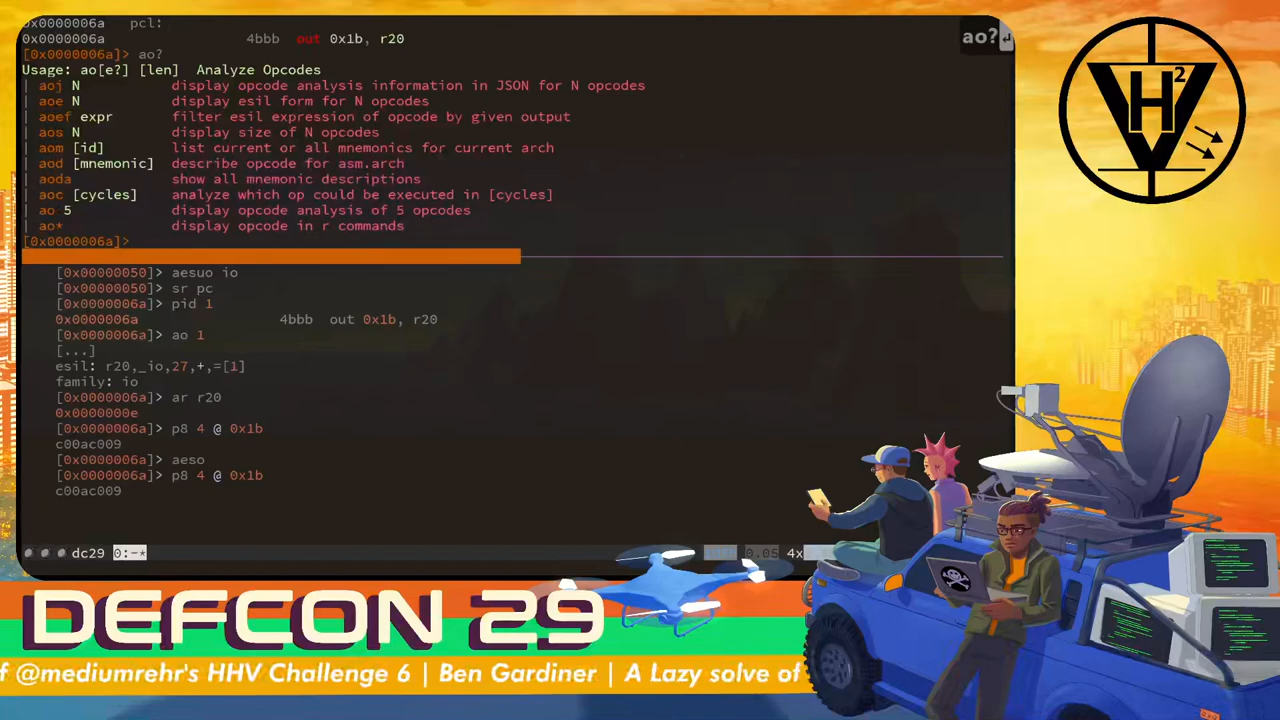 0x0000006a   pcl:
0x0000006a                4bbb  out 0x1b, r20
[0x0000006a]> ao?
ao?
Usage: ao[e?] [len]  Analyze Opcodes
| aoj N            display opcode analysis information in JSON for N opcodes
| aoe N            display esil form for N opcodes
| aoef expr        filter esil expression of opcode by given output
| aos N            display size of N opcodes
| aom [id]         list current or all mnemonics for current arch
| aod [mnemonic]   describe opcode for asm.arch
| aoda             show all mnemonic descriptions
| aoc [cycles]     analyze which op could be executed in [cycles]
| ao 5             display opcode analysis of 5 opcodes
| ao*              display opcode in r commands
[0x0000006a]>
[0x00000050]> aesuo io
[0x00000050]> sr pc
[0x0000006a]> pid 1
0x0000006a                4bbb  out 0x1b, r20
[0x0000006a]> ao 1
[...]
esil: r20,_io,27,+,=[1]
family: io
[0x0000006a]> ar r20
0x0000000e
[0x0000006a]> p8 4 @ 0x1b
c00ac009
[0x0000006a]> aeso
[0x0000006a]> p8 4 @ 0x1b
c00ac009
dc29 0:-* 0.05 4x
H2
V
DEFCON 29
f @mediumrehr's HHV Challenge 6 | Ben Gardiner | A Lazy solve of